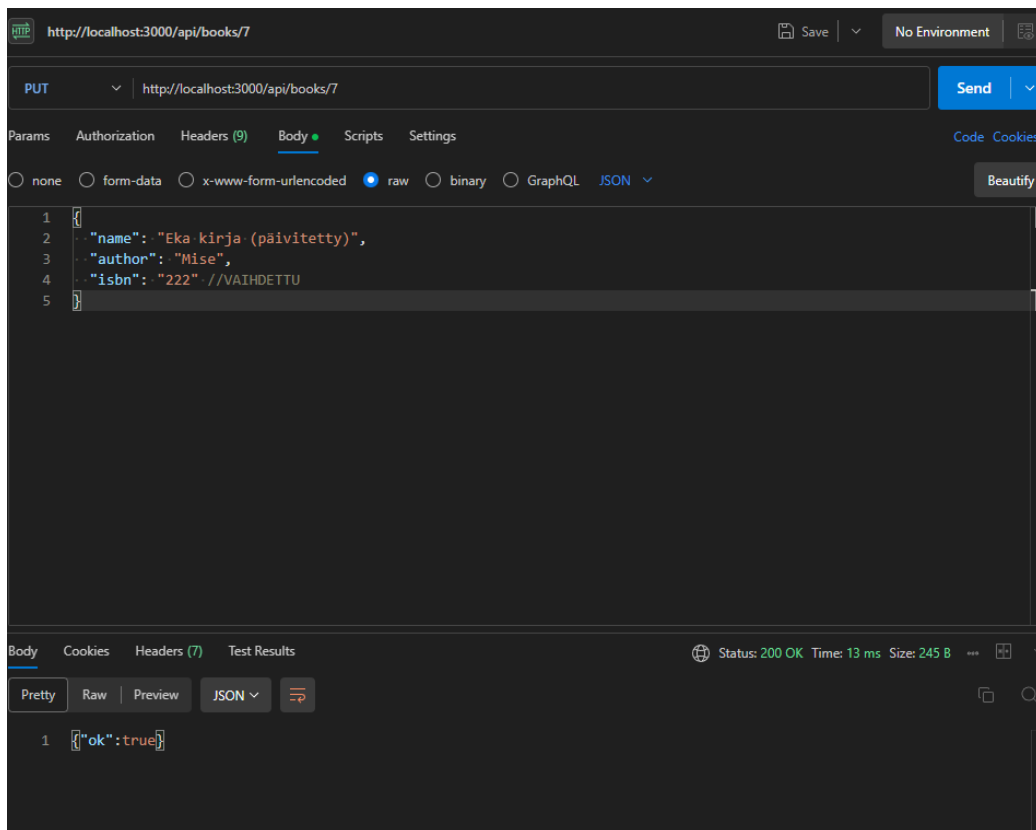 HTTP http://localhost:3000/api/books/7 Save No Environment
PUT http://localhost:3000/api/books/7 Send
Params Authorization Headers (9) Body Scripts Settings Code Cookies
none form-data x-www-form-urlencoded raw binary GraphQL JSON Beautify
1 {
2 "name": "Eka kirja (päivitetty)",
3 "author": "Mise",
4 "isbn": "222" //VAIHDETTU
5 }
Body Cookies Headers (7) Test Results Status: 200 OK Time: 13 ms Size: 245 B
Pretty Raw Preview JSON
1 {"ok":true}